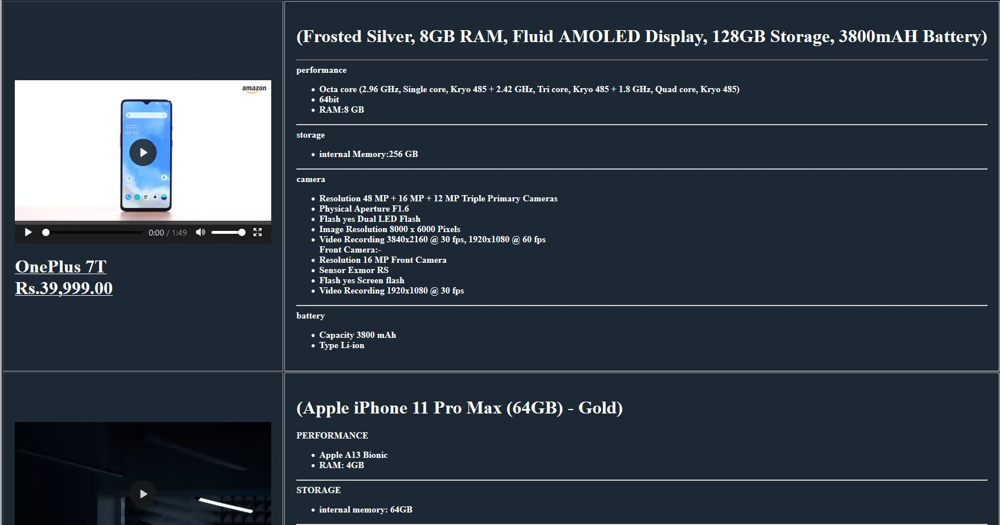 amazon
03:53
0:00 / 1:49
OnePlus 7T
Rs.39,999.00
(Frosted Silver, 8GB RAM, Fluid AMOLED Display, 128GB Storage, 3800mAH Battery)
performance
Octa core (2.96 GHz, Single core, Kryo 485 + 2.42 GHz, Tri core, Kryo 485 + 1.8 GHz, Quad core, Kryo 485)
64bit
RAM:8 GB
storage
internal Memory:256 GB
camera
Resolution 48 MP + 16 MP + 12 MP Triple Primary Cameras
Physical Aperture F1.6
Flash yes Dual LED Flash
Image Resolution 8000 x 6000 Pixels
Video Recording 3840x2160 @ 30 fps, 1920x1080 @ 60 fps
Front Camera:-
Resolution 16 MP Front Camera
Sensor Exmor RS
Flash yes Screen flash
Video Recording 1920x1080 @ 30 fps
battery
Capacity 3800 mAh
Type Li-ion
(Apple iPhone 11 Pro Max (64GB) - Gold)
PERFORMANCE
Apple A13 Bionic
RAM: 4GB
STORAGE
internal memory: 64GB